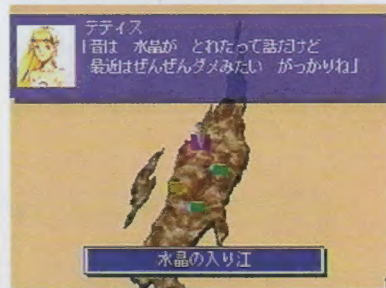 テティス
「昔は 水晶が とれたって話だけど
最近はぜんぜんダメみたい がっかりね」
水晶の入り江